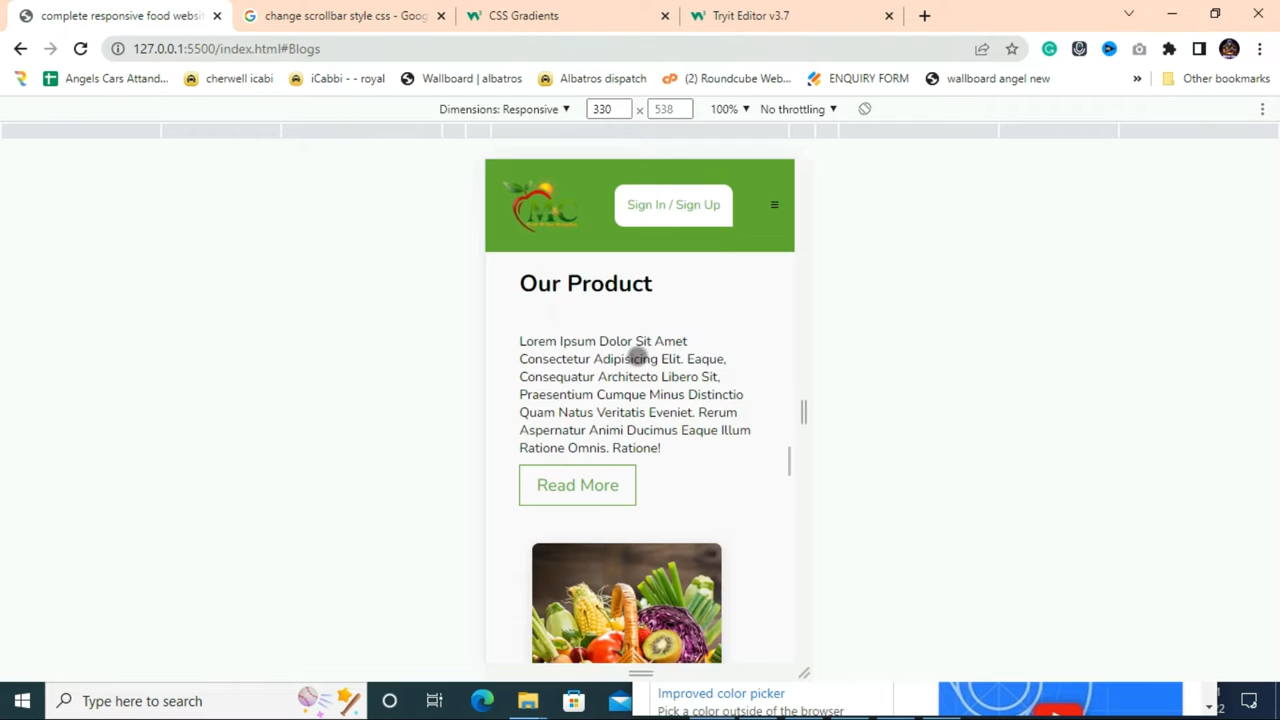 complete responsive food websit
change scrollbar style css - Goog
CSS Gradients
Tryit Editor v3.7
127.0.0.1:5500/index.html#Blogs
Angels Cars Attand...
cherwell icabi
iCabbi - - royal
Wallboard | albatros
Albatros dispatch
(2) Roundcube Web...
ENQUIRY FORM
wallboard angel new
»
Other bookmarks
Dimensions: Responsive
330 × 538
100%
No throttling
M&C
Sign In / Sign Up
Our Product
Lorem Ipsum Dolor Sit Amet
Consectetur Adipisicing Elit. Eaque,
Consequatur Architecto Libero Sit,
Praesentium Cumque Minus Distinctio
Quam Natus Veritatis Eveniet. Rerum
Aspernatur Animi Ducimus Eaque Illum
Ratione Omnis. Ratione!
Read More
Improved color picker
Pick a color outside of the browser
Type here to search